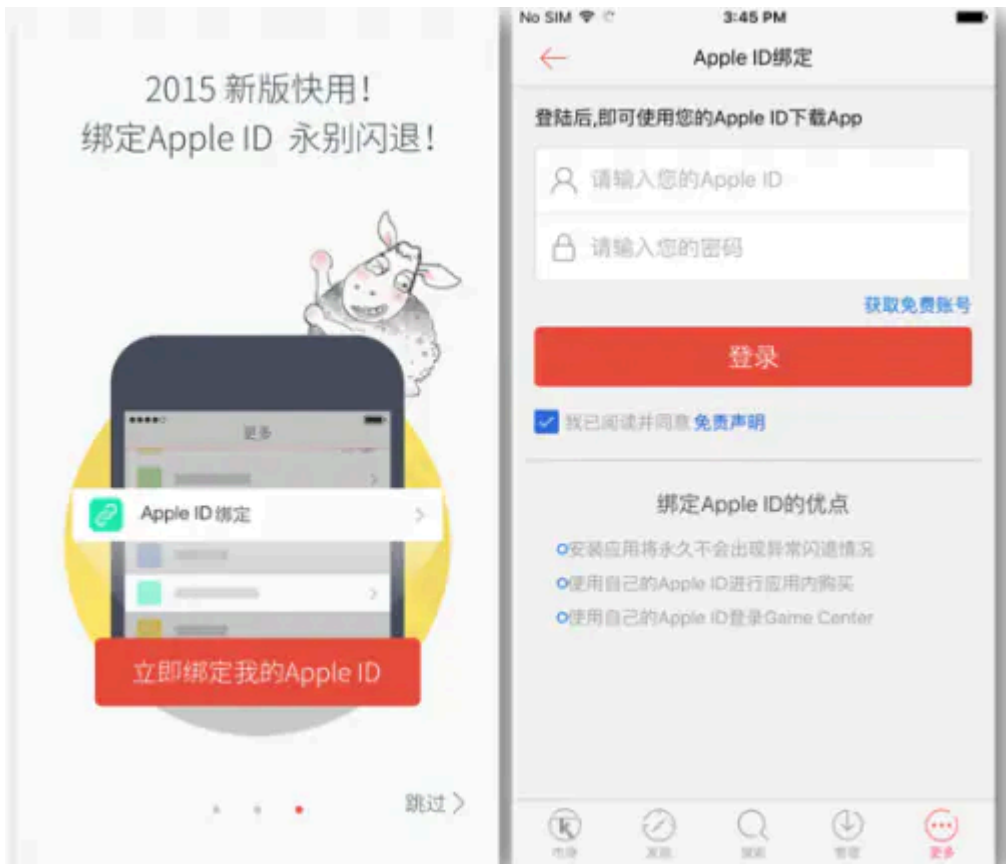 2015 新版快用！
绑定Apple ID 永别闪退！
更多
Apple ID 绑定
立即绑定我的Apple ID
跳过
No SIM
3:45 PM
Apple ID绑定
登陆后,即可使用您的Apple ID下载App
请输入您的Apple ID
请输入您的密码
获取免费账号
登录
我已阅读并同意 免责声明
绑定Apple ID的优点
安装应用将永久不会出现异常闪退情况
使用自己的Apple ID进行应用内购买
使用自己的Apple ID登录Game Center
市场
发现
搜索
管理
更多